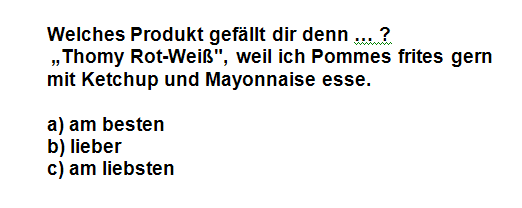 Welches Produkt gefällt dir denn ... ?
„Thomy Rot-Weiß", weil ich Pommes frites gern
mit Ketchup und Mayonnaise esse.
a) am besten
b) lieber
c) am liebsten